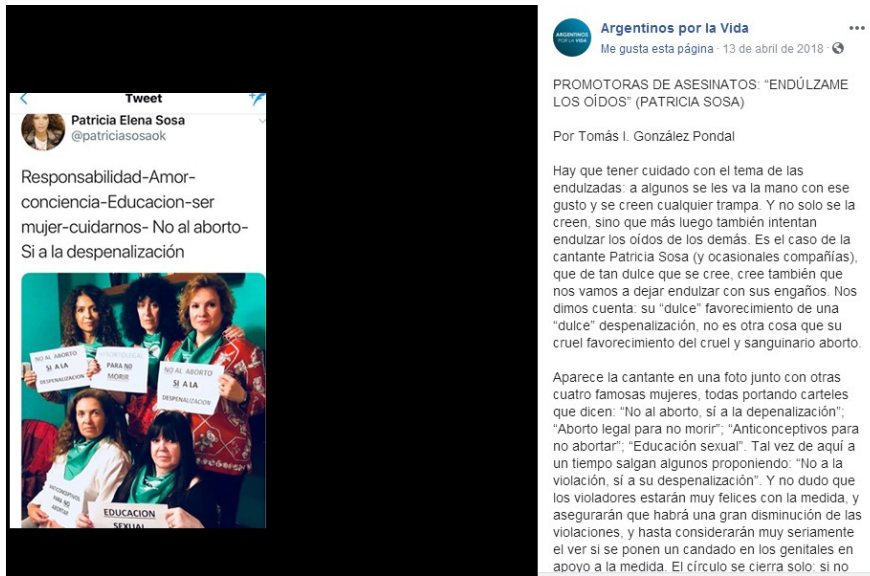 Tweet
Patricia Elena Sosa
@patriciasosaok
Responsabilidad-Amor-
conciencia-Educacion-ser
mujer-cuidarnos- No al aborto-
Si a la despenalización
NO AL ABORTO
SI A LA
DESPENALIZACION
ABORTO LEGAL
PARA NO
MORIR
NO AL ABORTO
SI A LA
DESPENALIZACION
ANTICONCEPTIVOS
PARA NO
ABORTAR
EDUCACION
SEXUAL
ARGENTINOS
POR LA VIDA
Argentinos por la Vida
Me gusta esta página · 13 de abril de 2018 ·
PROMOTORAS DE ASESINATOS: “ENDÚLZAME
LOS OÍDOS” (PATRICIA SOSA)
Por Tomás I. González Pondal
Hay que tener cuidado con el tema de las
endulzadas: a algunos se les va la mano con ese
gusto y se creen cualquier trampa. Y no solo se la
creen, sino que más luego también intentan
endulzar los oídos de los demás. Es el caso de la
cantante Patricia Sosa (y ocasionales compañías),
que de tan dulce que se cree, cree también que
nos vamos a dejar endulzar con sus engaños. Nos
dimos cuenta: su “dulce” favorecimiento de una
“dulce” despenalización, no es otra cosa que su
cruel favorecimiento del cruel y sanguinario aborto.
Aparece la cantante en una foto junto con otras
cuatro famosas mujeres, todas portando carteles
que dicen: “No al aborto, sí a la depenalización”;
“Aborto legal para no morir”; “Anticonceptivos para
no abortar”; “Educación sexual”. Tal vez de aquí a
un tiempo salgan algunos proponiendo: “No a la
violación, sí a su despenalización”. Y no dudo que
los violadores estarán muy felices con la medida, y
asegurarán que habrá una gran disminución de las
violaciones, y hasta considerarán muy seriamente
el ver si se ponen un candado en los genitales en
apoyo a la medida. El círculo se cierra solo: si no